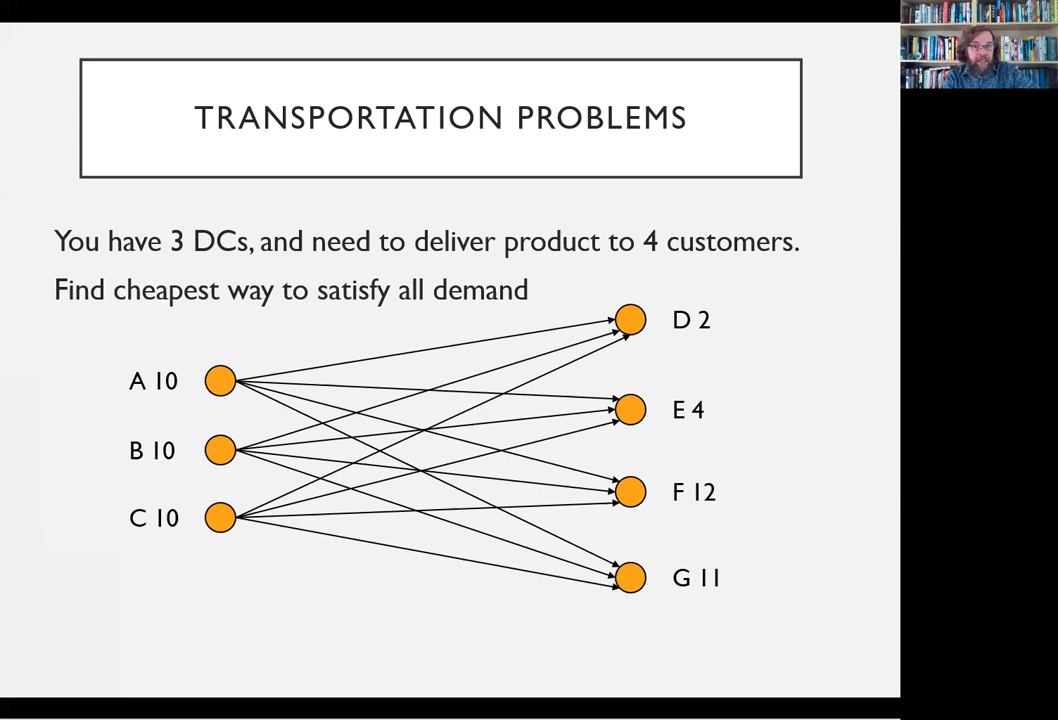 TRANSPORTATION PROBLEMS
You have 3 DCs, and need to deliver product to 4 customers.
Find cheapest way to satisfy all demand
D 2
A 10
E 4
B 10
F 12
C 10
G 11